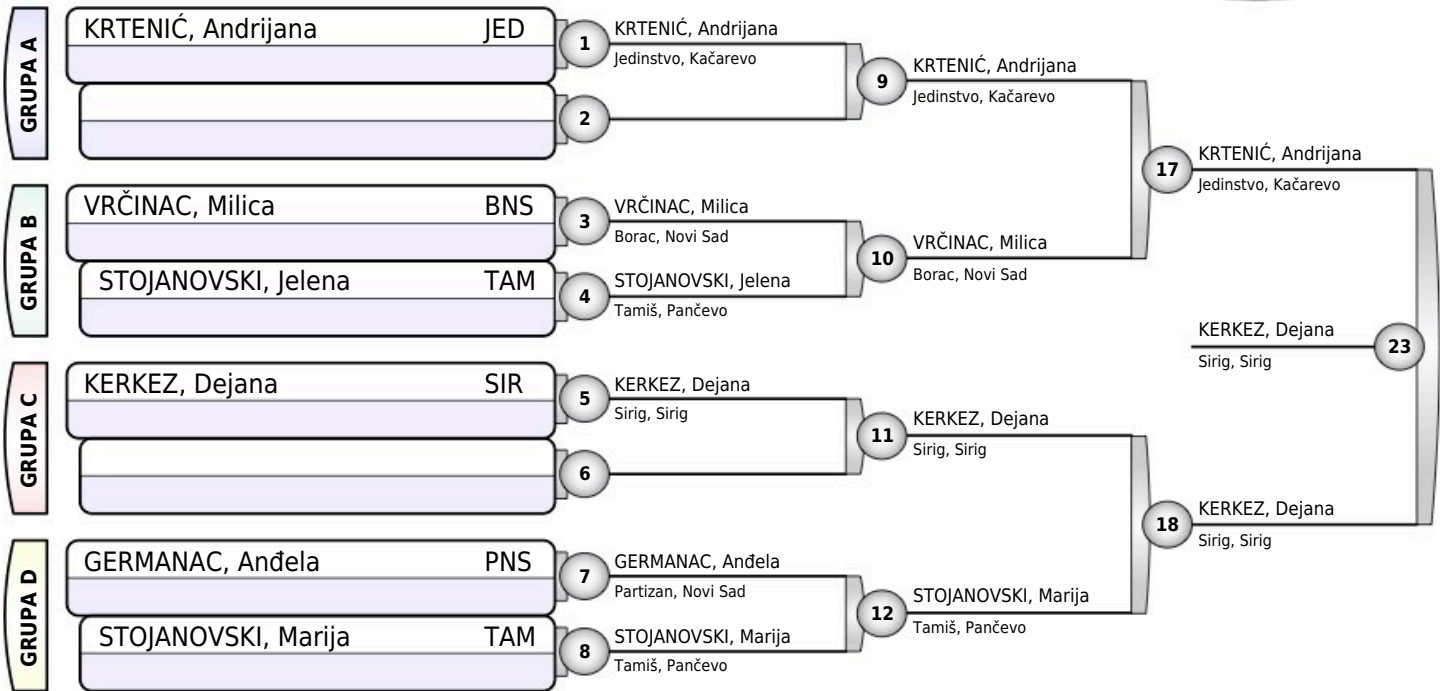 GRUPA A
KRTENIĆ, Andrijana JED
1
2
KRTENIĆ, Andrijana
Jedinstvo, Kačarevo
9
KRTENIĆ, Andrijana
Jedinstvo, Kačarevo
GRUPA B
VRČINAC, Milica BNS
STOJANOVSKI, Jelena TAM
3
4
VRČINAC, Milica
Borac, Novi Sad
STOJANOVSKI, Jelena
Tamiš, Pančevo
10
VRČINAC, Milica
Borac, Novi Sad
17
KRTENIĆ, Andrijana
Jedinstvo, Kačarevo
GRUPA C
KERKEZ, Dejana SIR
5
6
KERKEZ, Dejana
Sirig, Sirig
11
KERKEZ, Dejana
Sirig, Sirig
GRUPA D
GERMANAC, Anđela PNS
STOJANOVSKI, Marija TAM
7
8
GERMANAC, Anđela
Partizan, Novi Sad
STOJANOVSKI, Marija
Tamiš, Pančevo
12
STOJANOVSKI, Marija
Tamiš, Pančevo
18
KERKEZ, Dejana
Sirig, Sirig
KERKEZ, Dejana
Sirig, Sirig
23